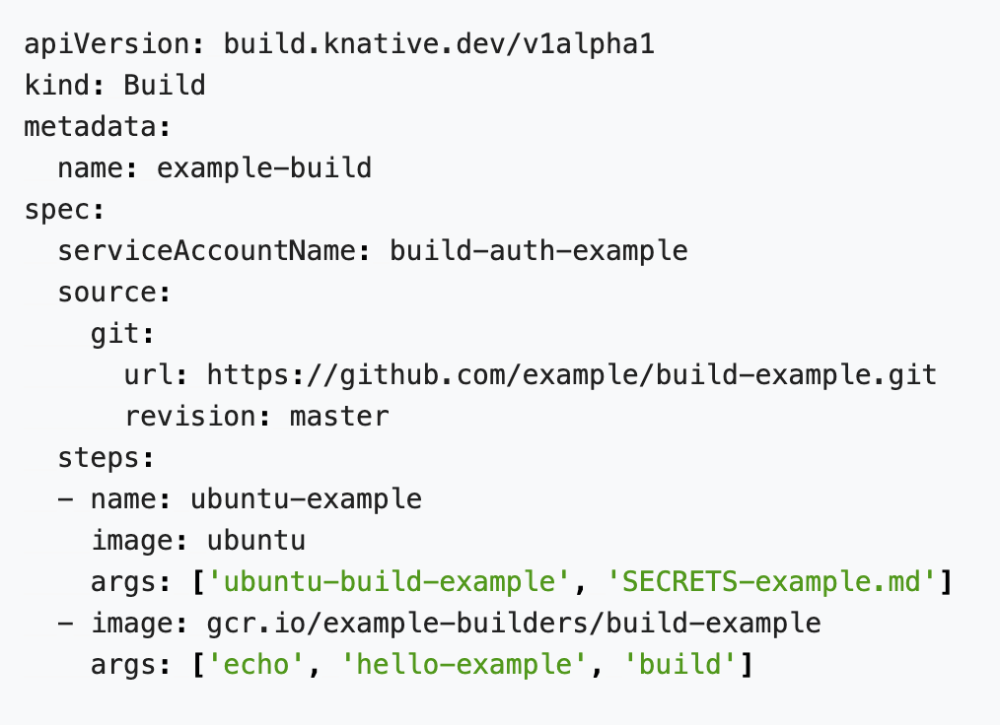 apiVersion: build.knative.dev/v1alpha1
kind: Build
metadata:
  name: example-build
spec:
  serviceAccountName: build-auth-example
  source:
    git:
      url: https://github.com/example/build-example.git
      revision: master
  steps:
  - name: ubuntu-example
    image: ubuntu
    args: ['ubuntu-build-example', 'SECRETS-example.md']
  - image: gcr.io/example-builders/build-example
    args: ['echo', 'hello-example', 'build']